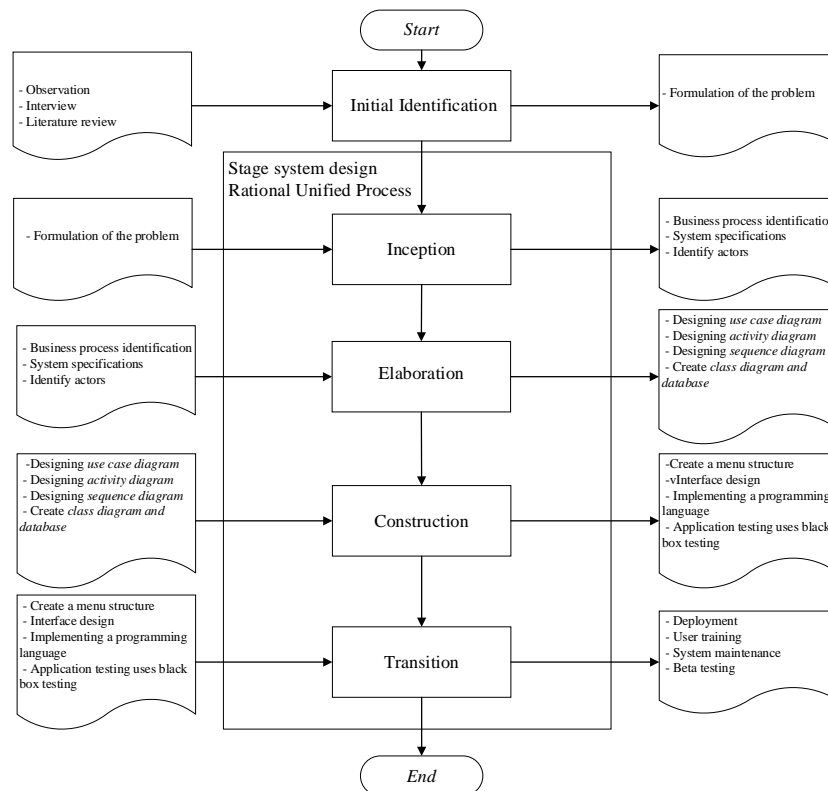 Start
- Observation
- Interview
- Literature review
Initial Identification
- Formulation of the problem
Stage system design
Rational Unified Process
- Formulation of the problem
Inception
- Business process identification
- System specifications
- Identify actors
- Business process identification
- System specifications
- Identify actors
Elaboration
- Designing use case diagram
- Designing activity diagram
- Designing sequence diagram
- Create class diagram and
database
-Designing use case diagram
- Designing activity diagram
- Designing sequence diagram
- Create class diagram and
database
Construction
-Create a menu structure
-vInterface design
- Implementing a programming
language
- Application testing uses black
box testing
- Create a menu structure
- Interface design
- Implementing a programming
language
- Application testing uses black
box testing
Transition
- Deployment
- User training
- System maintenance
- Beta testing
End